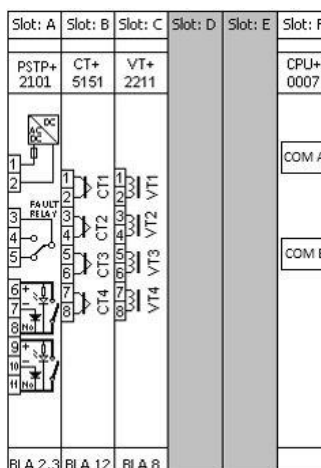 Slot: A Slot: B Slot: C Slot: D Slot: E Slot: F
PSTP+ CT+ VT+ CPU+
2101 5151 2211 0007
AC
DC
DC
1
2
FAULT
RELAY
3
4
5
6 + -
7
8 No
9 + -
10
11 No
1
2
CT1
3
4
CT2
5
6
CT3
7
8
CT4
1
2
VT1
3
4
VT2
5
6
VT3
7
8
VT4
COM A
COM
BLA 2,3 BLA 12 BLA 8